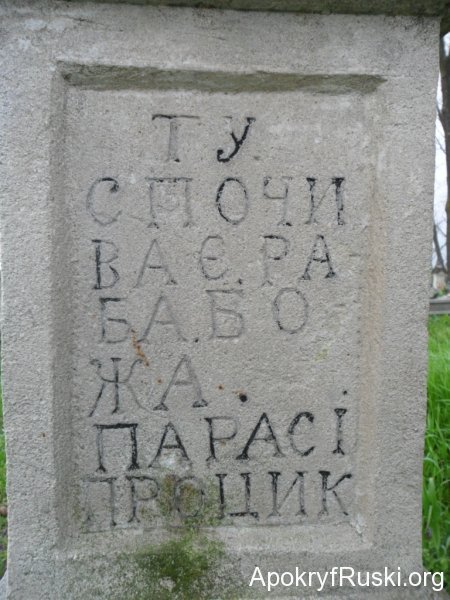 ТУ
СПОЧИ
ВАЄ.РА
БА.БО
ЖА.
ПАРАСІ
ПРОЦИК
ApokryfRuski.org